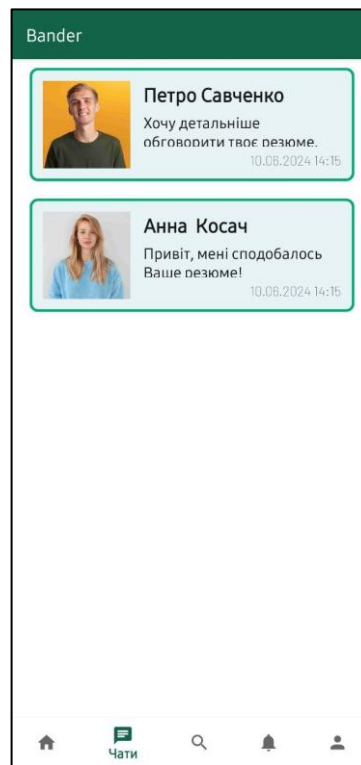 Bander
Петро Савченко
Хочу детальніше
обговорити твоє резюме.
10.06.2024 14:15
Анна Косач
Привіт, мені сподобалось
Ваше резюме!
10.06.2024 14:15
Чати